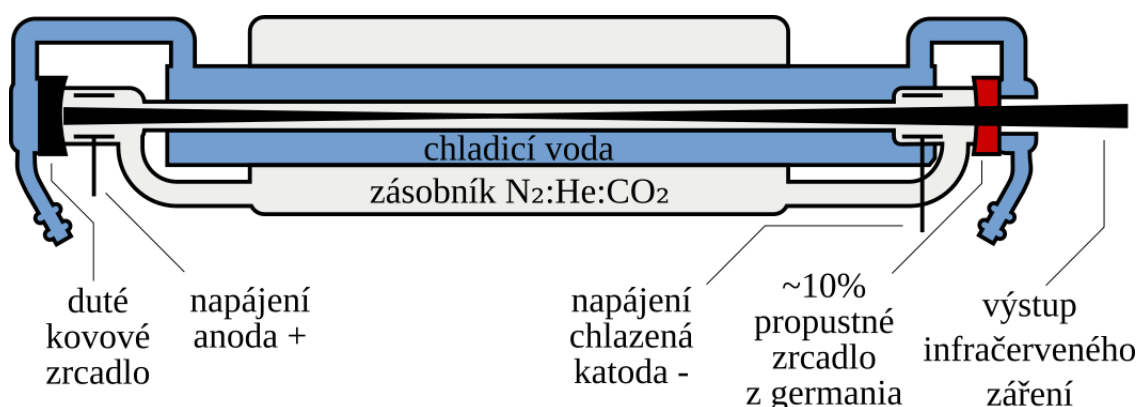 chladicí voda
zásobník N₂:He:CO₂
duté
kovové
zrcadlo
napájení
anoda +
napájení
chlazená
katoda -
~10%
propustné
zrcadlo
z germania
výstup
infračerveného
záření